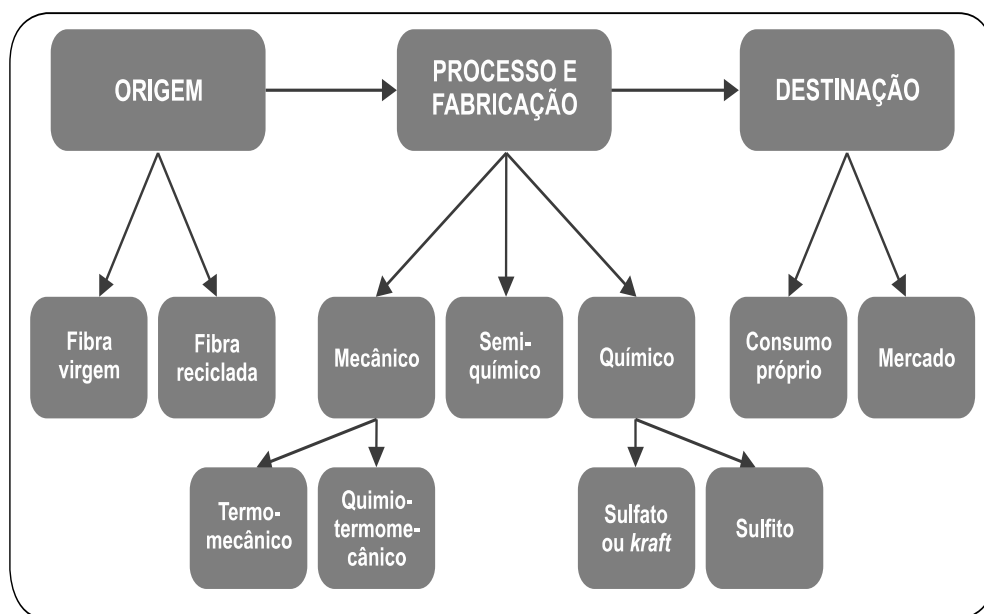 ORIGEM
PROCESSO E
FABRICAÇÃO
DESTINAÇÃO
Fibra
virgem
Fibra
reciclada
Mecânico
Semi-
químico
Químico
Consumo
próprio
Mercado
Termo-
mecânico
Quimio-
termome-
cânico
Sulfato
ou kraft
Sulfito